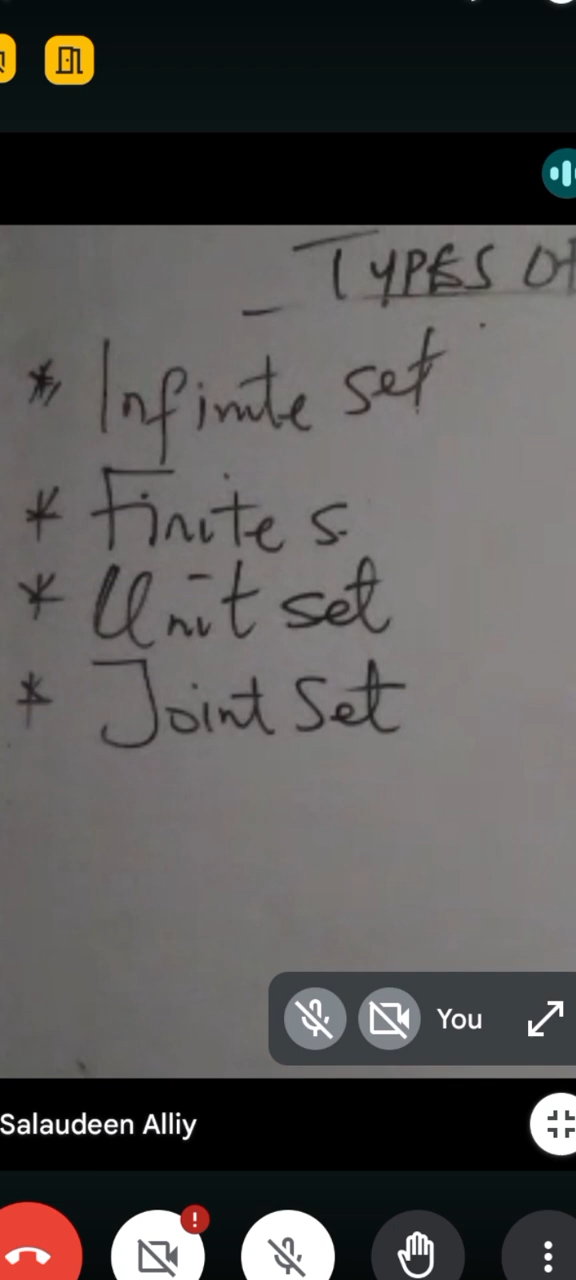 TYPES Of
* Infinite set
* Finite s.
* Unit set
* Joint Set
You
Salaudeen Alliy
!